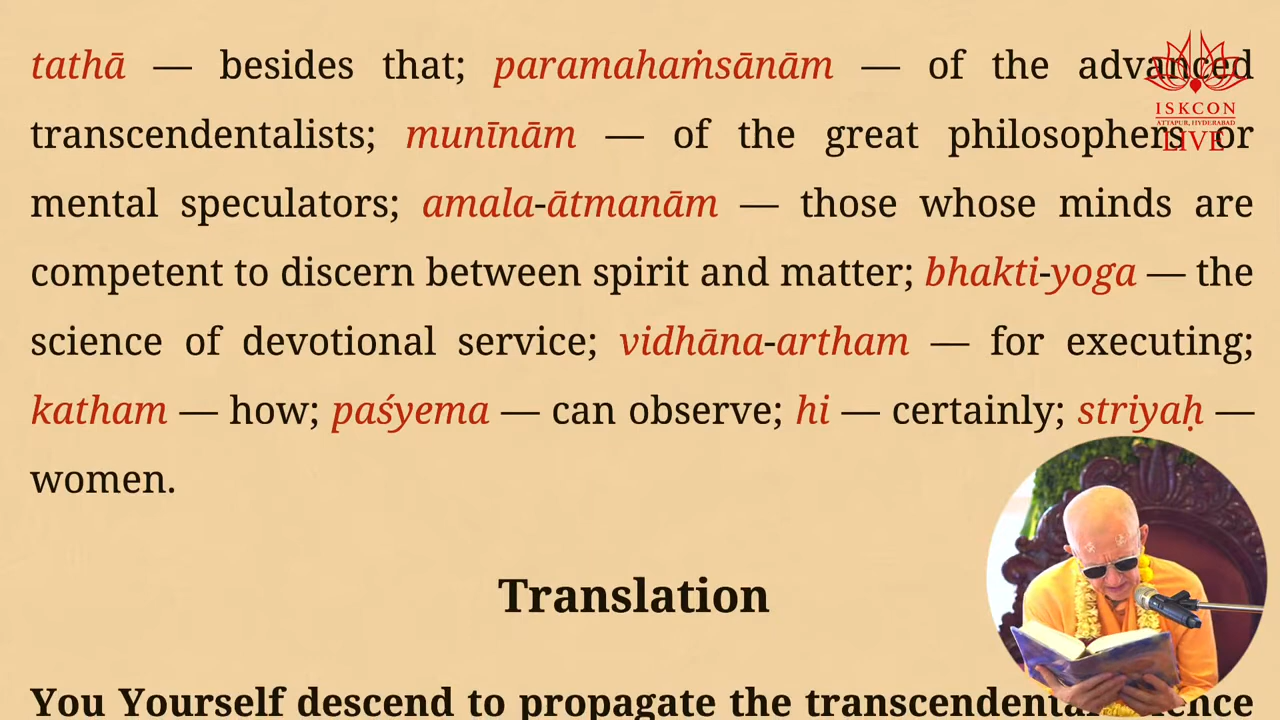 tathā — besides that; paramahaṁsānām — of the advanced
transcendentalists; munīnām — of the great philosophers or
mental speculators; amala-ātmanām — those whose minds are
competent to discern between spirit and matter; bhakti-yoga — the
science of devotional service; vidhāna-artham — for executing;
katham — how; paśyema — can observe; hi — certainly; striyaḥ —
women.
Translation
You Yourself descend to propagate the transcendental science
ISKCON
ATTAPUR, HYDERABAD
LIVE